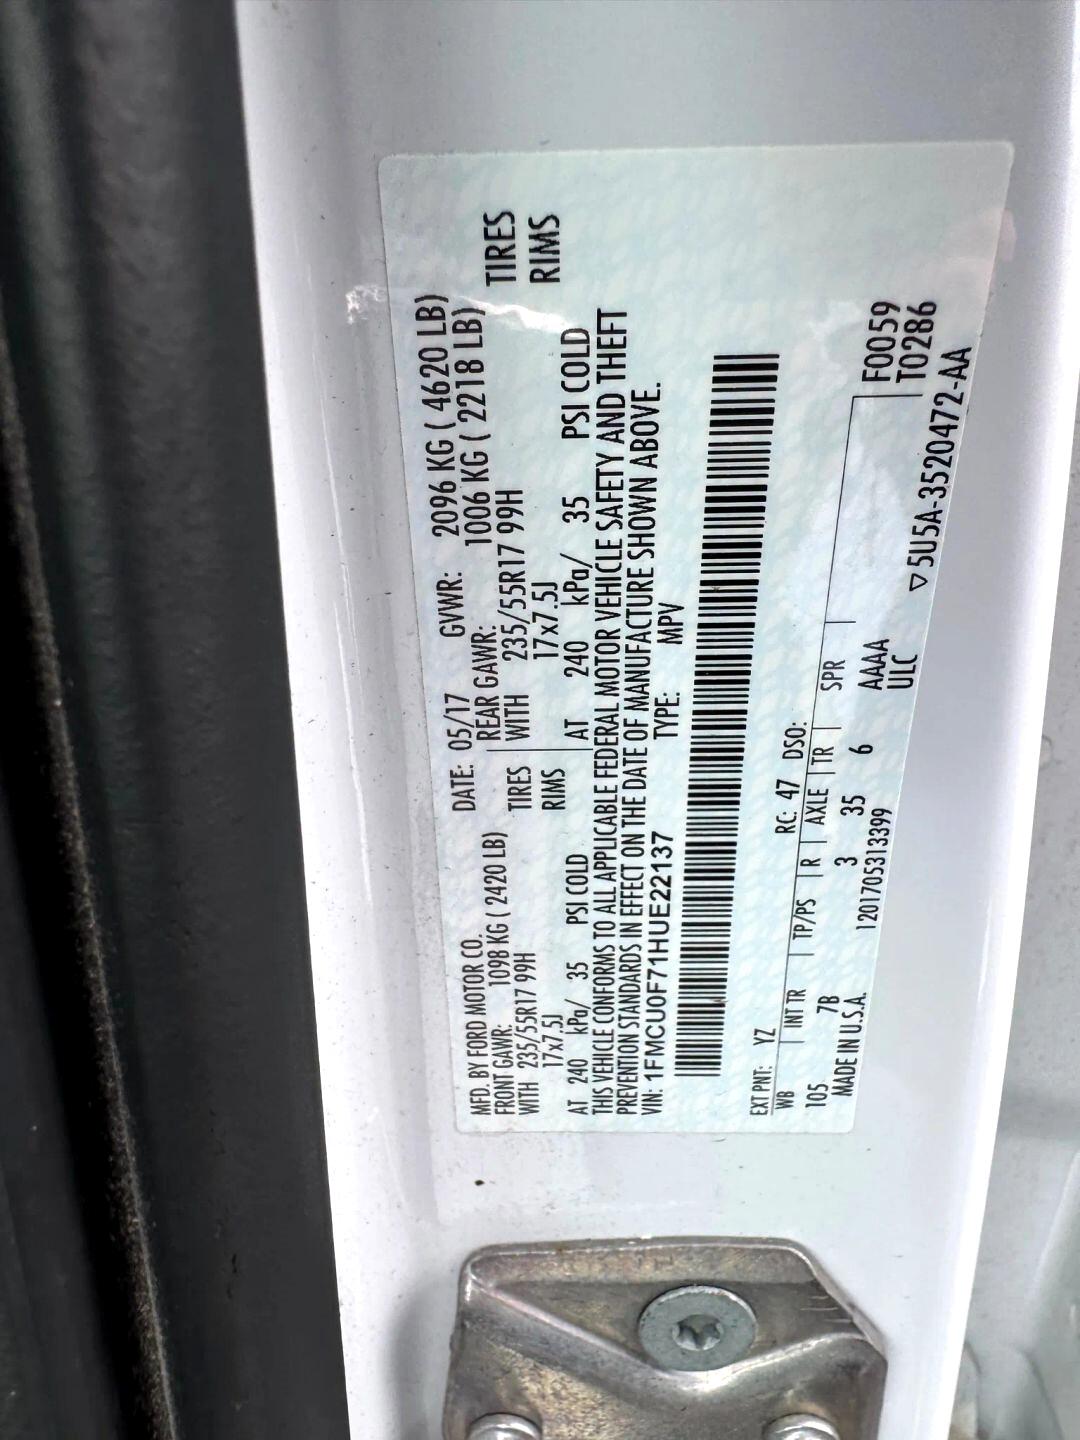 MFD. BY FORD MOTOR CO. DATE: 05/17 GVWR: 2096 KG ( 4620 LB)
FRONT GAWR: 1098 KG ( 2420 LB) REAR GAWR: 1006 KG ( 2218 LB)
WITH 235/55R17 99H TIRES WITH 235/55R17 99H TIRES
17x7.5J RIMS 17x7.5J RIMS
AT 240 kPa/ 35 PSI COLD AT 240 kPa/ 35 PSI COLD
THIS VEHICLE CONFORMS TO ALL APPLICABLE FEDERAL MOTOR VEHICLE SAFETY AND THEFT
PREVENTION STANDARDS IN EFFECT ON THE DATE OF MANUFACTURE SHOWN ABOVE.
VIN: 1FMCU0F71HUE22137 TYPE: MPV
EXT PNT: YZ RC: 47 DSO:
WB INT TR TP/PS R AXLE TR SPR F0059
105 7B 3 35 6 AAAA T0286
ULC
MADE IN U.S.A. 1201705313399 ▽5U5A-3520472-AA